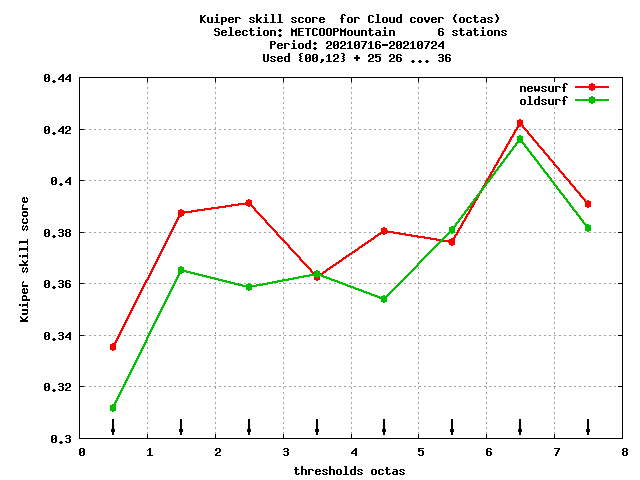 Kuiper skill score  for Cloud cover (octas)
Selection: METCOOPMountain      6 stations
Period: 20210716-20210724
Used {00,12} + 25 26 ... 36
newsurf
oldsurf
0.44
0.42
0.4
0.38
0.36
0.34
0.32
0.3
Kuiper skill score
0 1 2 3 4 5 6 7 8
thresholds octas